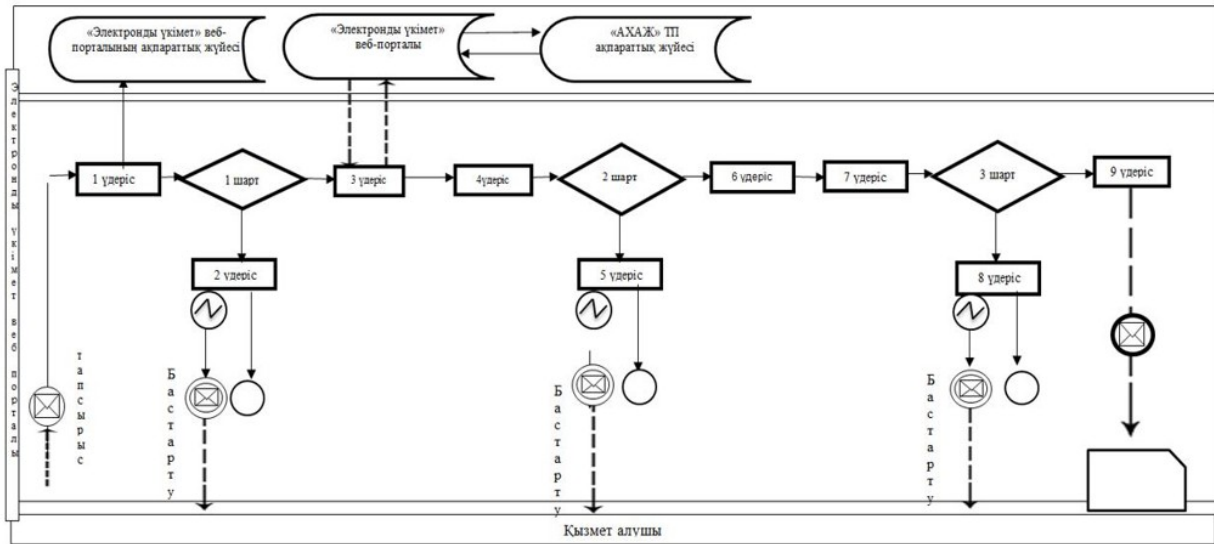 «Электронды үкімет» веб-
порталының ақпараттық жүйесі
«Электронды үкімет»
веб-порталы
«АХАЖ» ТП
ақпараттық жүйесі
Электронды үкімет веб порталы
1 үдеріс
1 шарт
3 үдеріс
4үдеріс
2 шарт
6 үдеріс
7 үдеріс
3 шарт
9 үдеріс
2 үдеріс
5 үдеріс
8 үдеріс
тапсырыс
Бастарту
Бастарту
Бастарту
Қызмет алушы